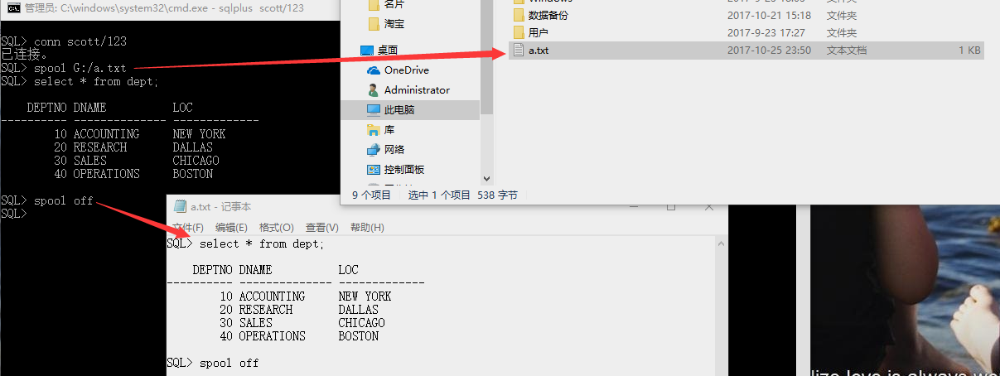 管理员: C:\windows\system32\cmd.exe - sqlplus  scott/123
SQL> conn scott/123
已连接。
SQL> spool G:/a.txt
SQL> select * from dept;
DEPTNO DNAME          LOC
---------- -------------- -------------
10 ACCOUNTING     NEW YORK
20 RESEARCH       DALLAS
30 SALES          CHICAGO
40 OPERATIONS     BOSTON
SQL> spool off
SQL>
名片
淘宝
桌面
OneDrive
Administrator
此电脑
库
网络
控制面板
数据备份 2017-10-21 15:18 文件夹
用户 2017-9-23 17:27 文件夹
a.txt 2017-10-25 23:50 文本文档 1 KB
9 个项目 选中 1 个项目 538 字节
a.txt - 记事本
文件(F) 编辑(E) 格式(O) 查看(V) 帮助(H)
SQL> select * from dept;
DEPTNO DNAME          LOC
---------- -------------- -------------
10 ACCOUNTING     NEW YORK
20 RESEARCH       DALLAS
30 SALES          CHICAGO
40 OPERATIONS     BOSTON
SQL> spool off
love is always